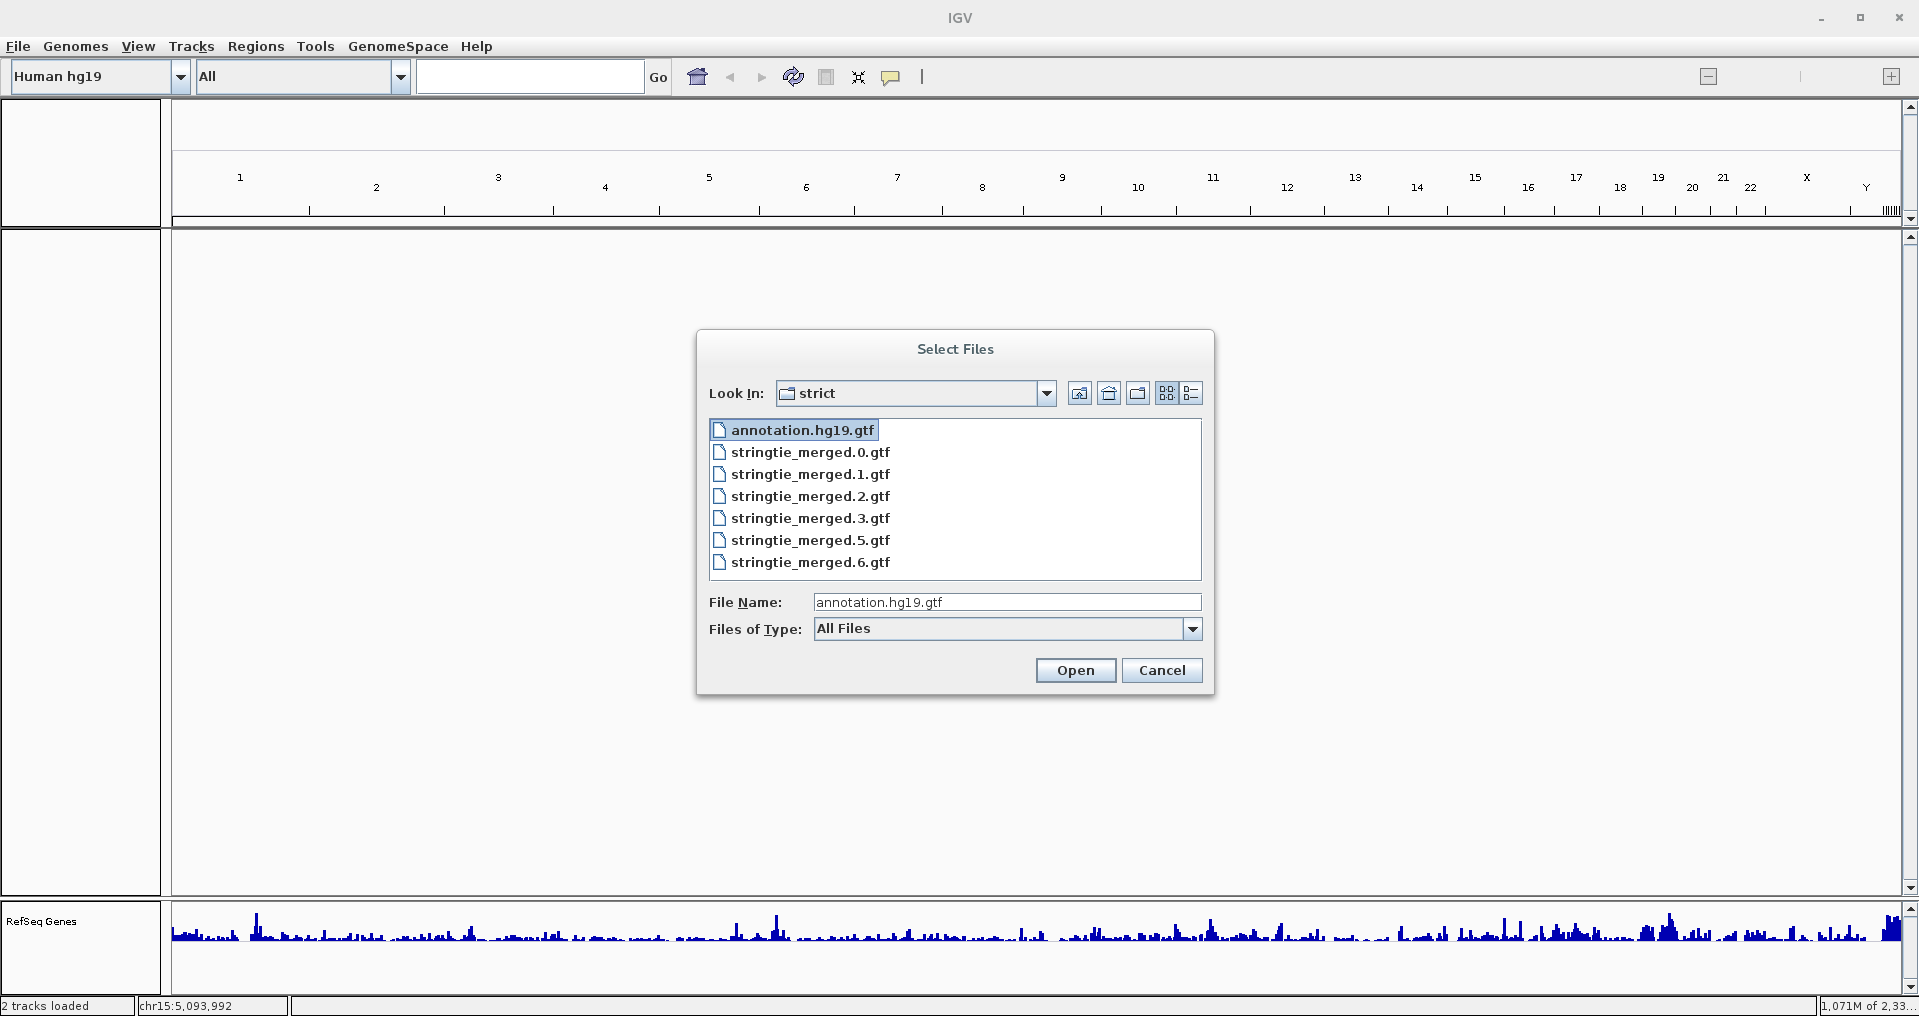 IGV
File Genomes View Tracks Regions Tools GenomeSpace Help
Human hg19 All Go
1 2 3 4 5 6 7 8 9 10 11 12 13 14 15 16 17 18 19 20 21 22 X Y
Select Files
Look In: strict
annotation.hg19.gtf
stringtie_merged.0.gtf
stringtie_merged.1.gtf
stringtie_merged.2.gtf
stringtie_merged.3.gtf
stringtie_merged.5.gtf
stringtie_merged.6.gtf
File Name: annotation.hg19.gtf
Files of Type: All Files
Open Cancel
RefSeq Genes
2 tracks loaded chr15:5,093,992 1,071M of 2,33...